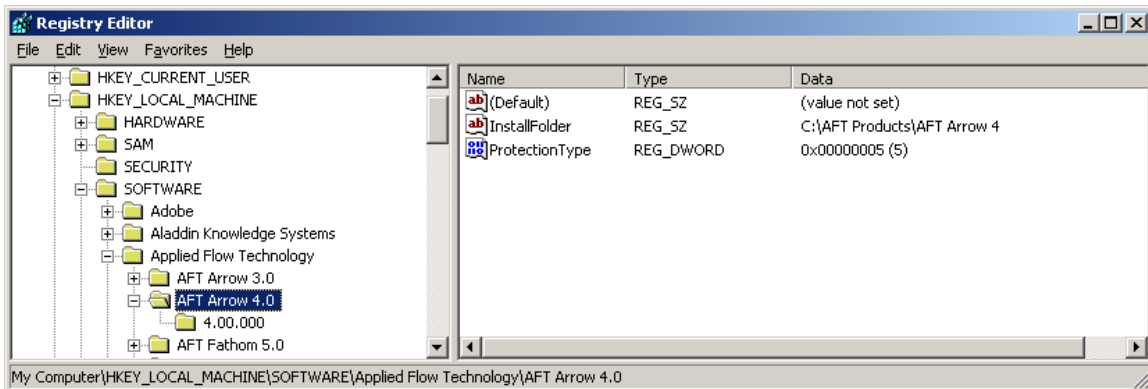 Registry Editor
File Edit View Favorites Help
HKEY_CURRENT_USER
HKEY_LOCAL_MACHINE
HARDWARE
SAM
SECURITY
SOFTWARE
Adobe
Aladdin Knowledge Systems
Applied Flow Technology
AFT Arrow 3.0
AFT Arrow 4.0
4.00.000
AFT Fathom 5.0
Name Type Data
(Default) REG_SZ (value not set)
InstallFolder REG_SZ C:\AFT Products\AFT Arrow 4
ProtectionType REG_DWORD 0x00000005 (5)
My Computer\HKEY_LOCAL_MACHINE\SOFTWARE\Applied Flow Technology\AFT Arrow 4.0